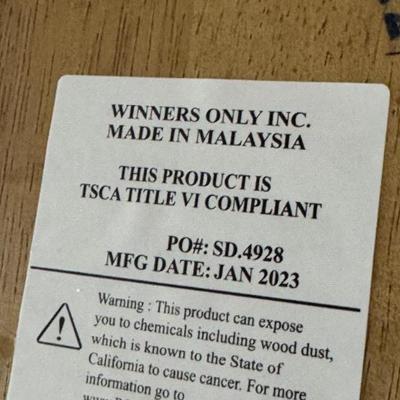 WINNERS ONLY INC.
MADE IN MALAYSIA
THIS PRODUCT IS
TSCA TITLE VI COMPLIANT
PO#: SD.4928
MFG DATE: JAN 2023
Warning : This product can expose
you to chemicals including wood dust,
which is known to the State of
California to cause cancer. For more
information go to